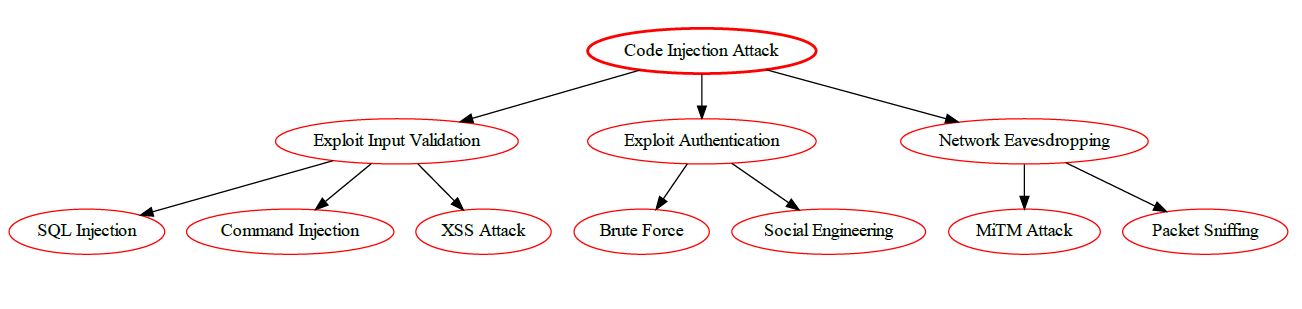 Code Injection Attack
Exploit Input Validation
Exploit Authentication
Network Eavesdropping
SQL Injection
Command Injection
XSS Attack
Brute Force
Social Engineering
MiTM Attack
Packet Sniffing